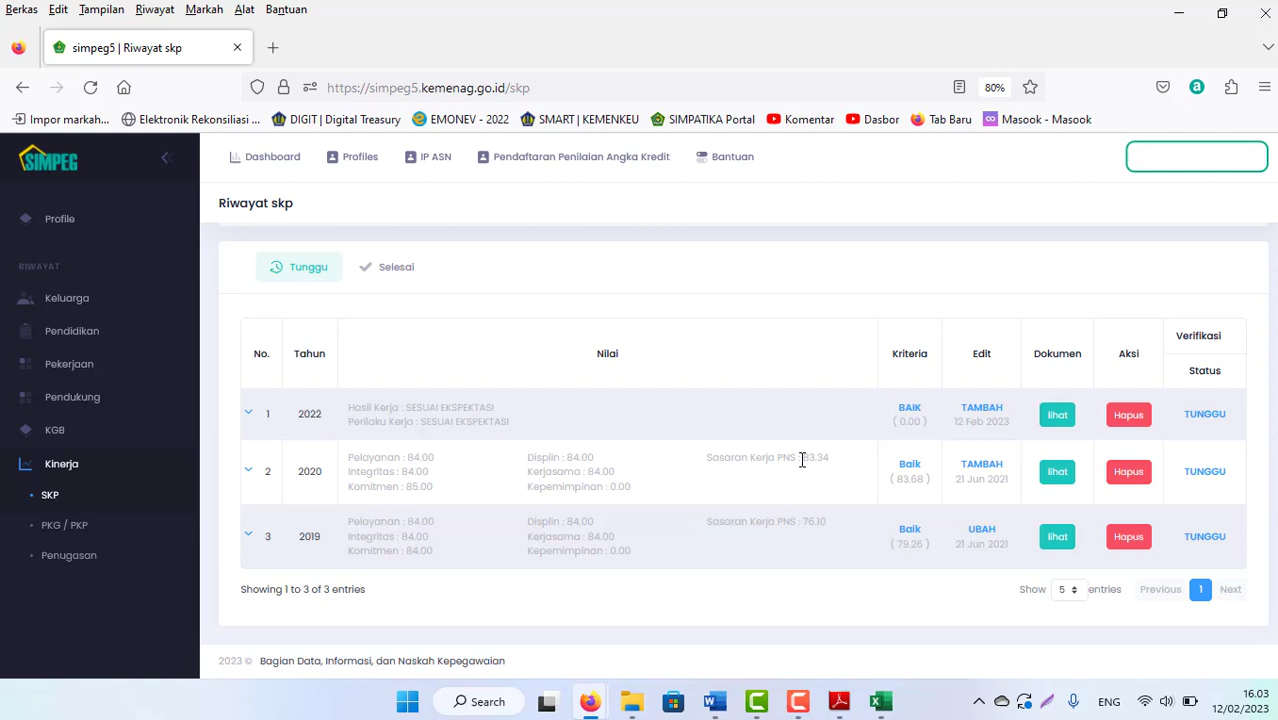 Berkas Edit Tampilan Riwayat Markah Alat Bantuan
simpeg5 | Riwayat skp
https://simpeg5.kemenag.go.id/skp 80%
Impor markah... Elektronik Rekonsiliasi ... DIGIT | Digital Treasury EMONEV - 2022 SMART | KEMENKEU SIMPATIKA Portal Komentar Dasbor Tab Baru Masook - Masook
SIMPEG
Dashboard Profiles IP ASN Pendaftaran Penilaian Angka Kredit Bantuan
Riwayat skp
Profile
RIWAYAT
Keluarga
Pendidikan
Pekerjaan
Pendukung
KGB
Kinerja
SKP
PKG / PKP
Penugasan
Tunggu Selesai
No. Tahun Nilai Kriteria Edit Dokumen Aksi Verifikasi
Status
1 2022 Hasil Kerja : SESUAI EKSPEKTASI BAIK TAMBAH lihat Hapus TUNGGU
Perilaku Kerja : SESUAI EKSPEKTASI ( 0.00 ) 12 Feb 2023
2 2020 Pelayanan : 84.00 Displin : 84.00 Sasaran Kerja PNS : 83.34 Baik TAMBAH lihat Hapus TUNGGU
Integritas : 84.00 Kerjasama : 84.00 ( 83.68 ) 21 Jun 2021
Komitmen : 85.00 Kepemimpinan : 0.00
3 2019 Pelayanan : 84.00 Displin : 84.00 Sasaran Kerja PNS : 76.10 Baik UBAH lihat Hapus TUNGGU
Integritas : 84.00 Kerjasama : 84.00 ( 79.26 ) 21 Jun 2021
Komitmen : 84.00 Kepemimpinan : 0.00
Showing 1 to 3 of 3 entries Show 5 entries Previous 1 Next
2023 © Bagian Data, Informasi, dan Naskah Kepegawaian
Search ENG 16.03
12/02/2023